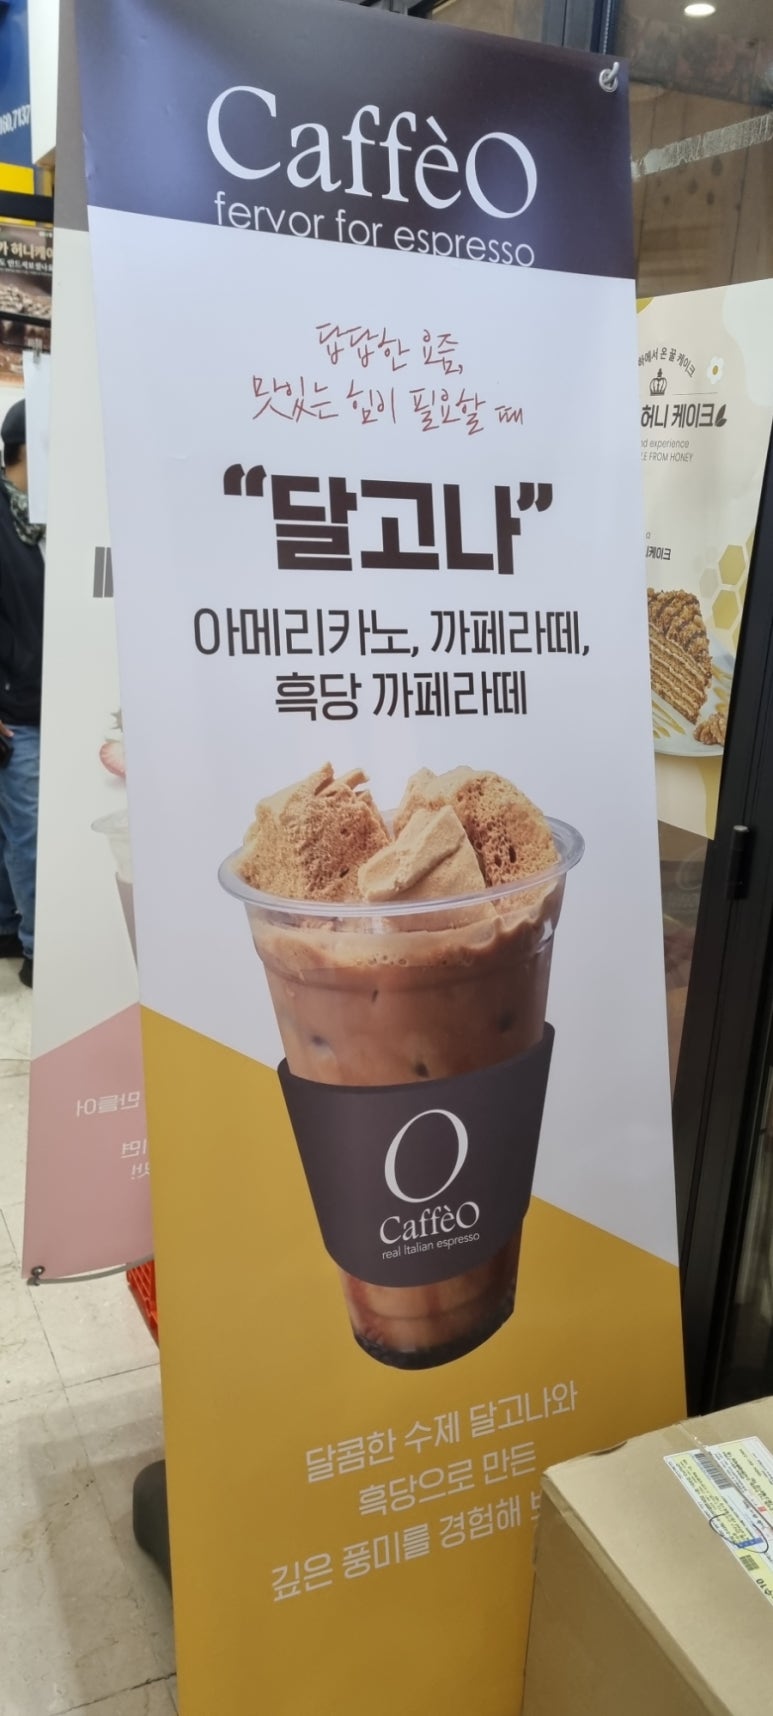 CaffèO
fervor for espresso
답답한 요즘,
맛있는 힘이 필요할 때
“달고나”
아메리카노, 까페라떼,
흑당 까페라떼
O
CaffèO
real Italian espresso
달콤한 수제 달고나와
흑당으로 만든
깊은 풍미를 경험해
허니 케이크
FROM HONEY